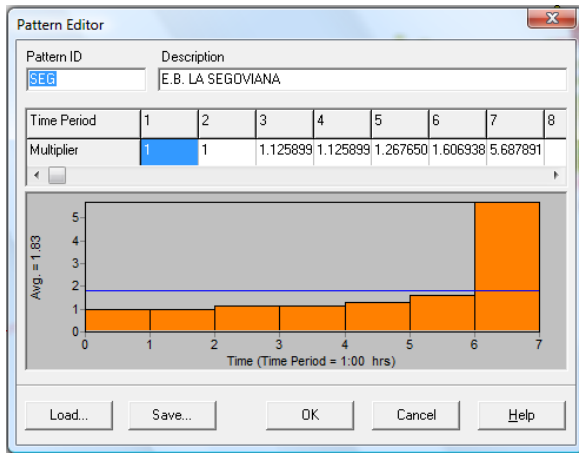 Pattern Editor
Pattern ID Description
SEG E.B. LA SEGOVIANA
Time Period 1 2 3 4 5 6 7 8
Multiplier 1 1 1.125899 1.125899 1.267650 1.606938 5.687891
Avg. = 1.83
5
4
3
2
1
0
0 1 2 3 4 5 6 7
Time (Time Period = 1:00 hrs)
Load... Save... OK Cancel Help